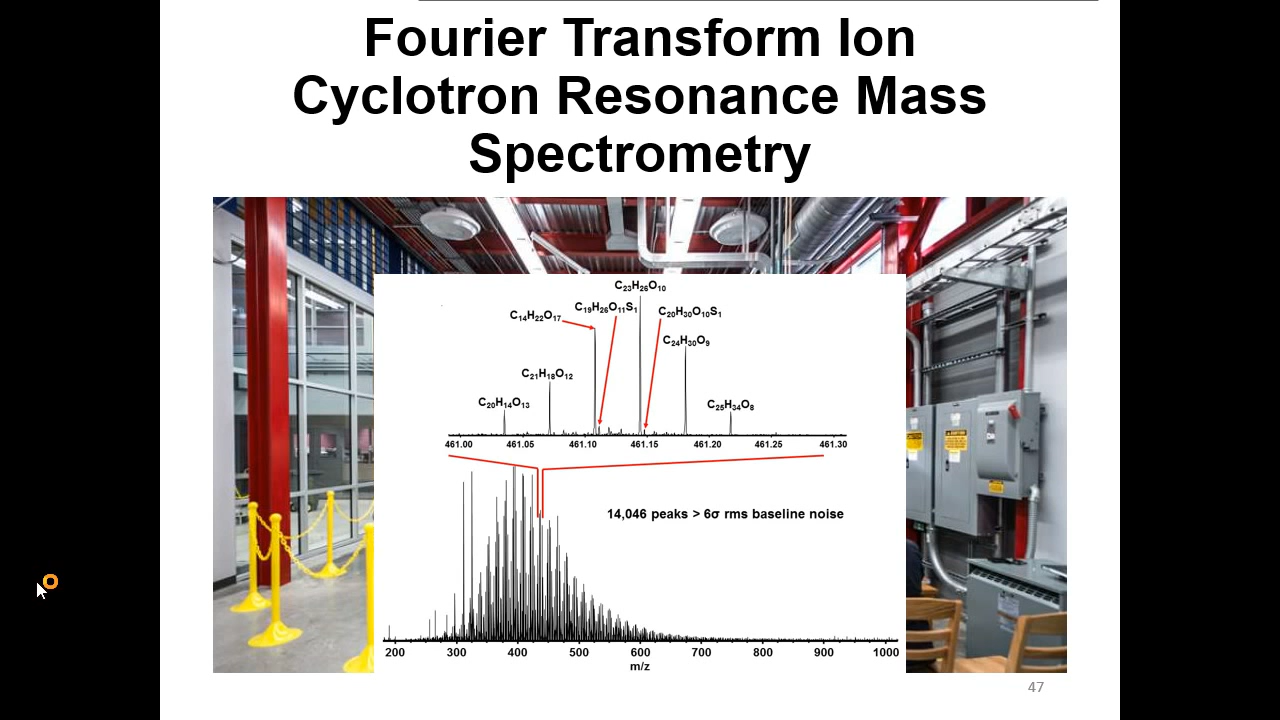 Fourier Transform Ion
Cyclotron Resonance Mass
Spectrometry
C₂₃H₂₆O₁₀
C₁₉H₂₆O₁₁S₁
C₂₀H₃₀O₁₀S₁
C₁₄H₂₂O₁₇
C₂₄H₃₀O₉
C₂₁H₁₈O₁₂
C₂₀H₁₄O₁₃
C₂₅H₃₄O₈
461.00 461.05 461.10 461.15 461.20 461.25 461.30
14,046 peaks > 6σ rms baseline noise
200 300 400 500 600 700 800 900 1000
m/z
47